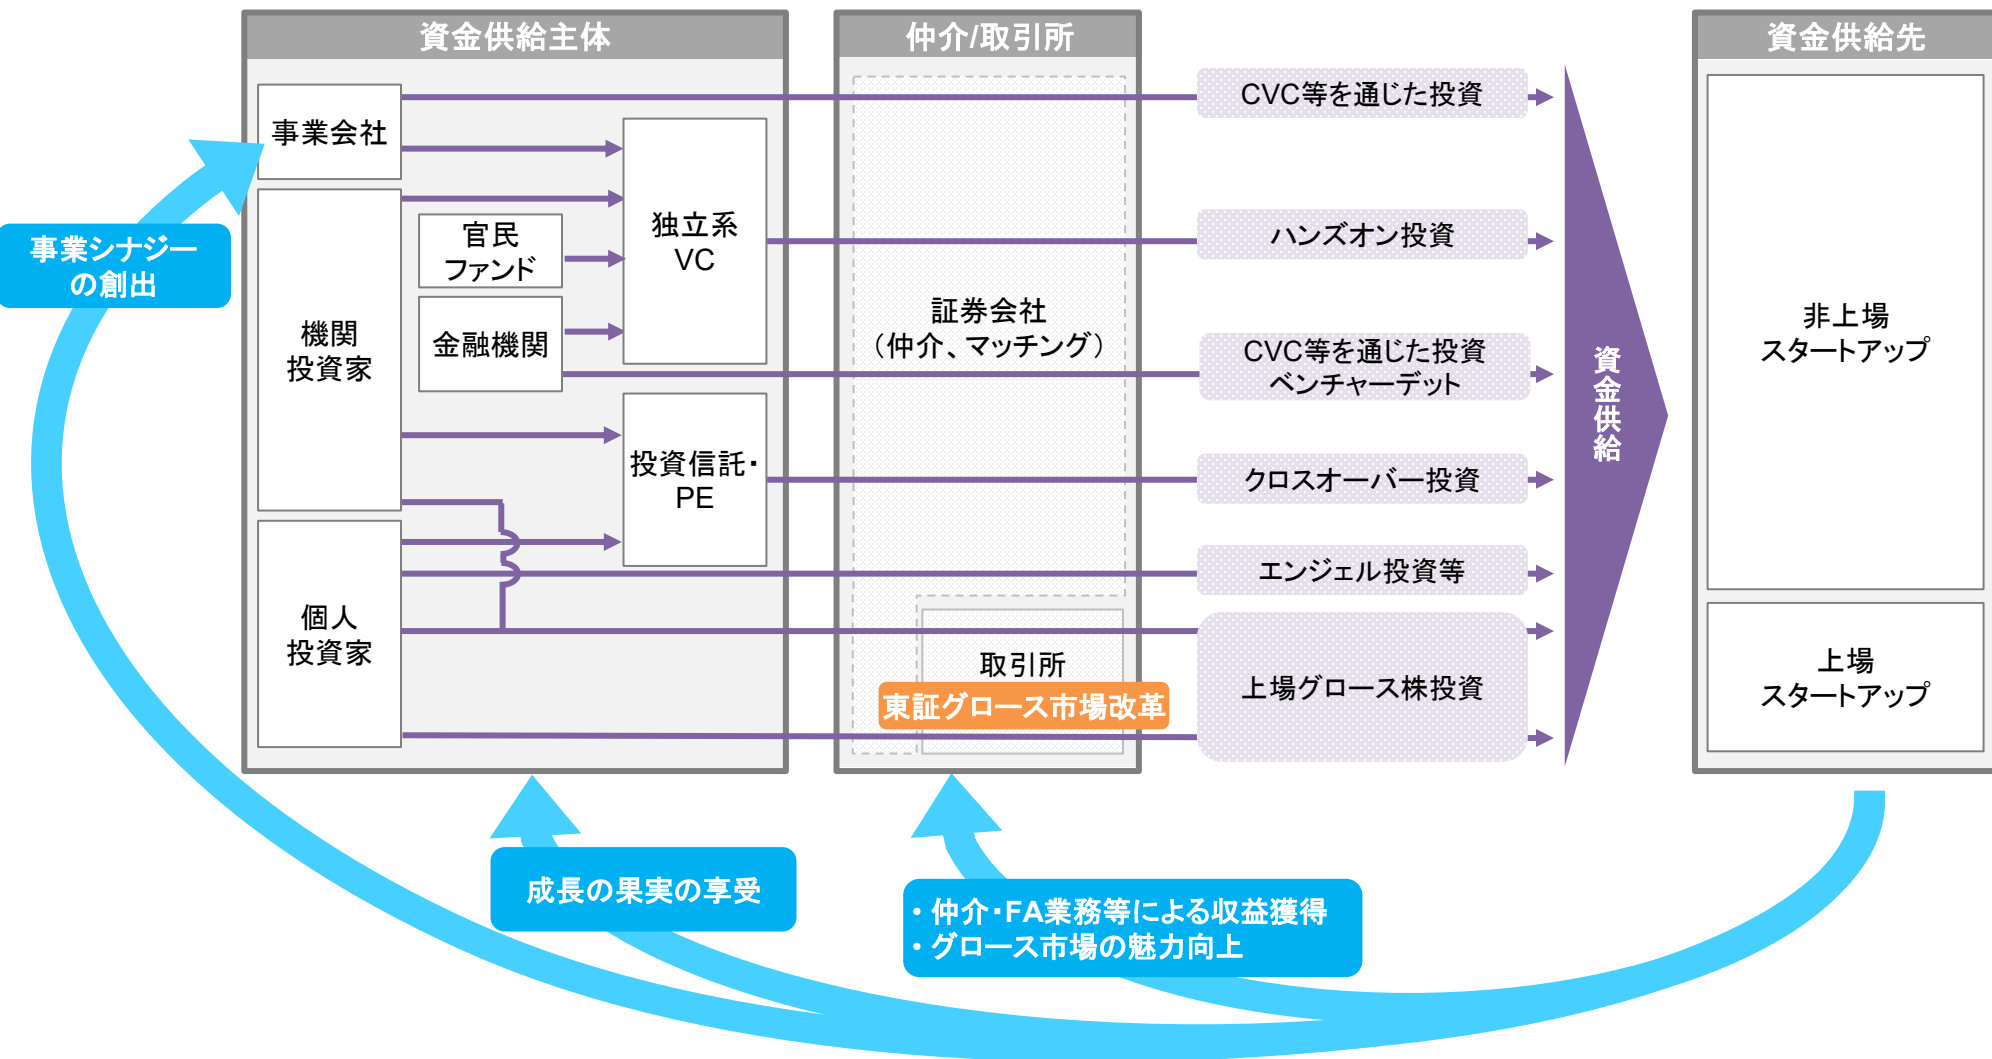 資金供給主体
仲介/取引所
資金供給先
事業会社
機関
投資家
個人
投資家
官民
ファンド
金融機関
独立系
VC
投資信託・
PE
証券会社
（仲介、マッチング）
取引所
東証グロース市場改革
CVC等を通じた投資
ハンズオン投資
CVC等を通じた投資
ベンチャーデット
クロスオーバー投資
エンジェル投資等
上場グロース株投資
資金供給
非上場
スタートアップ
上場
スタートアップ
事業シナジー
の創出
成長の果実の享受
・仲介・FA業務等による収益獲得
・グロース市場の魅力向上